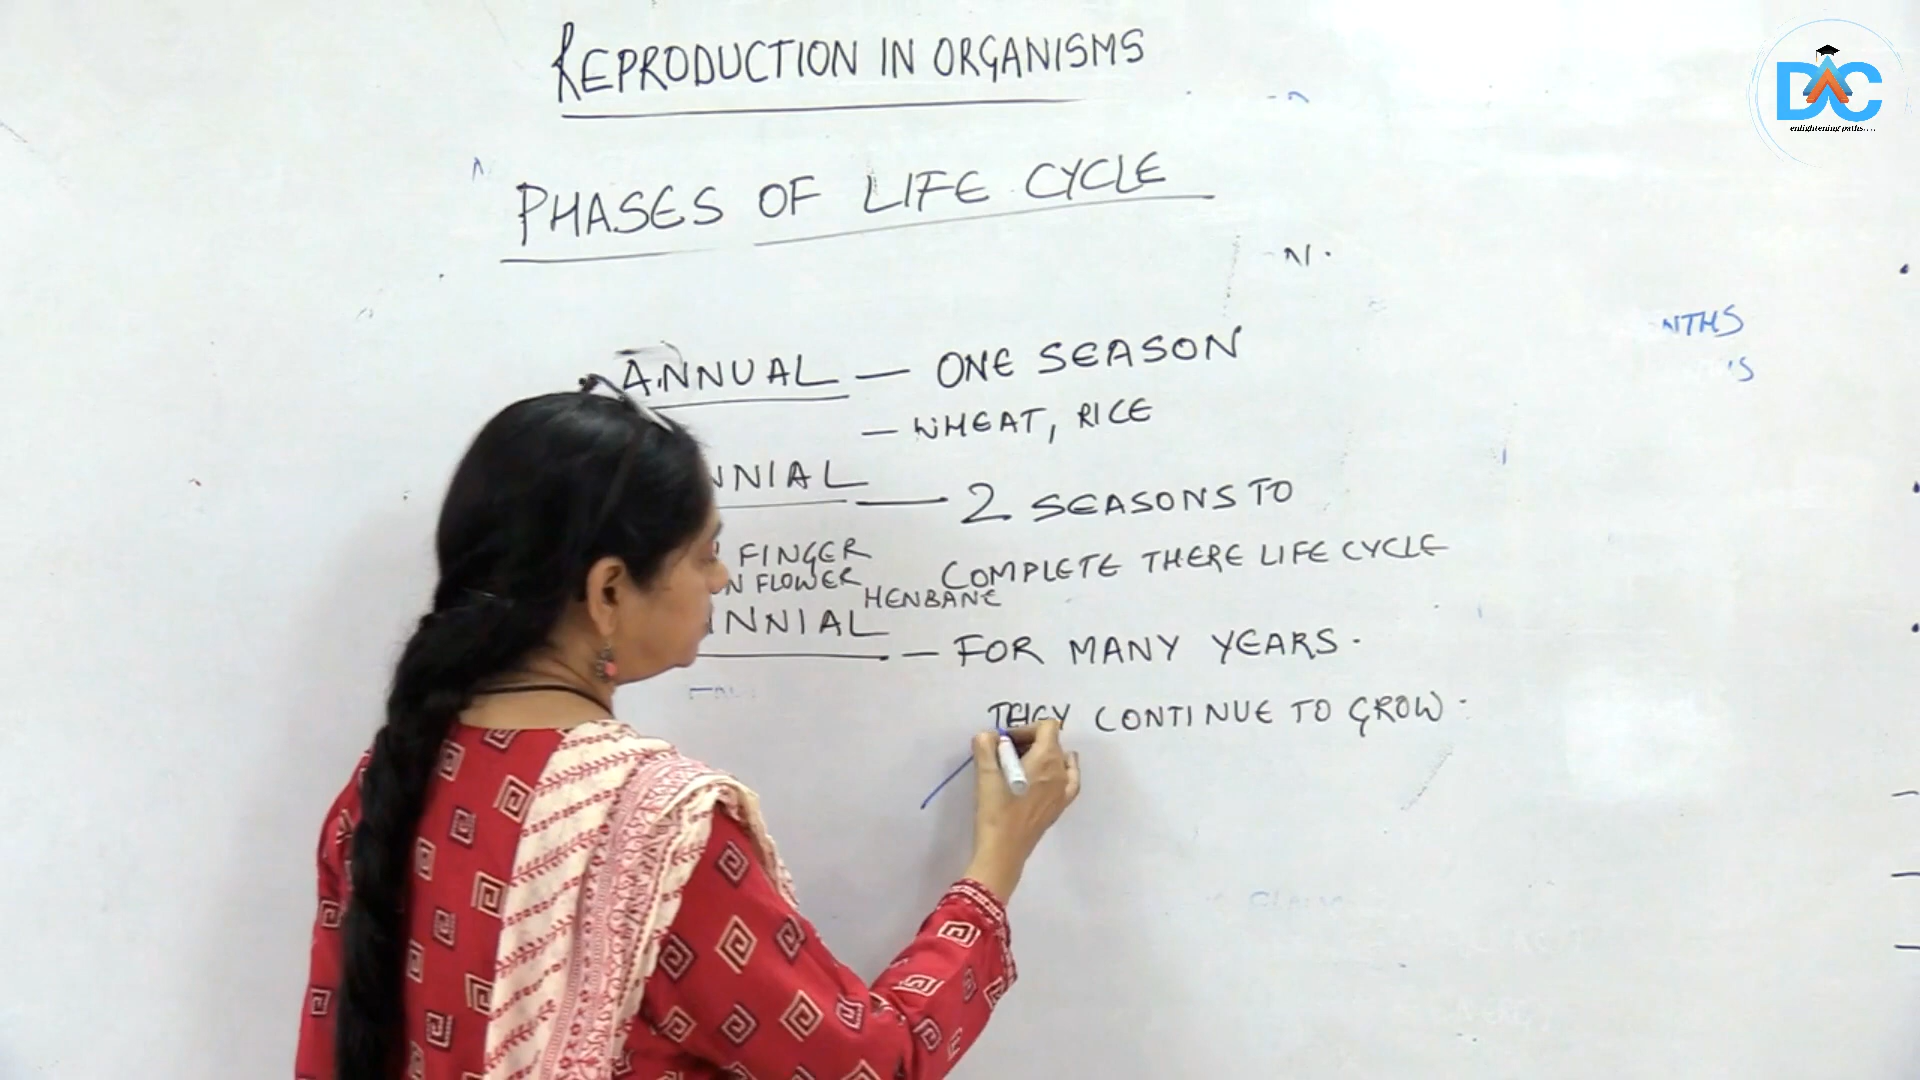 REPRODUCTION IN ORGANISMS
DAC
enlightening paths....
PHASES OF LIFE CYCLE
NTHS
ANNUAL — ONE SEASON
— WHEAT, RICE
NNIAL — 2 SEASONS TO
FINGER COMPLETE THERE LIFE CYCLE
N FLOWER HENBANE
NNIAL — FOR MANY YEARS.
THEY CONTINUE TO GROW.